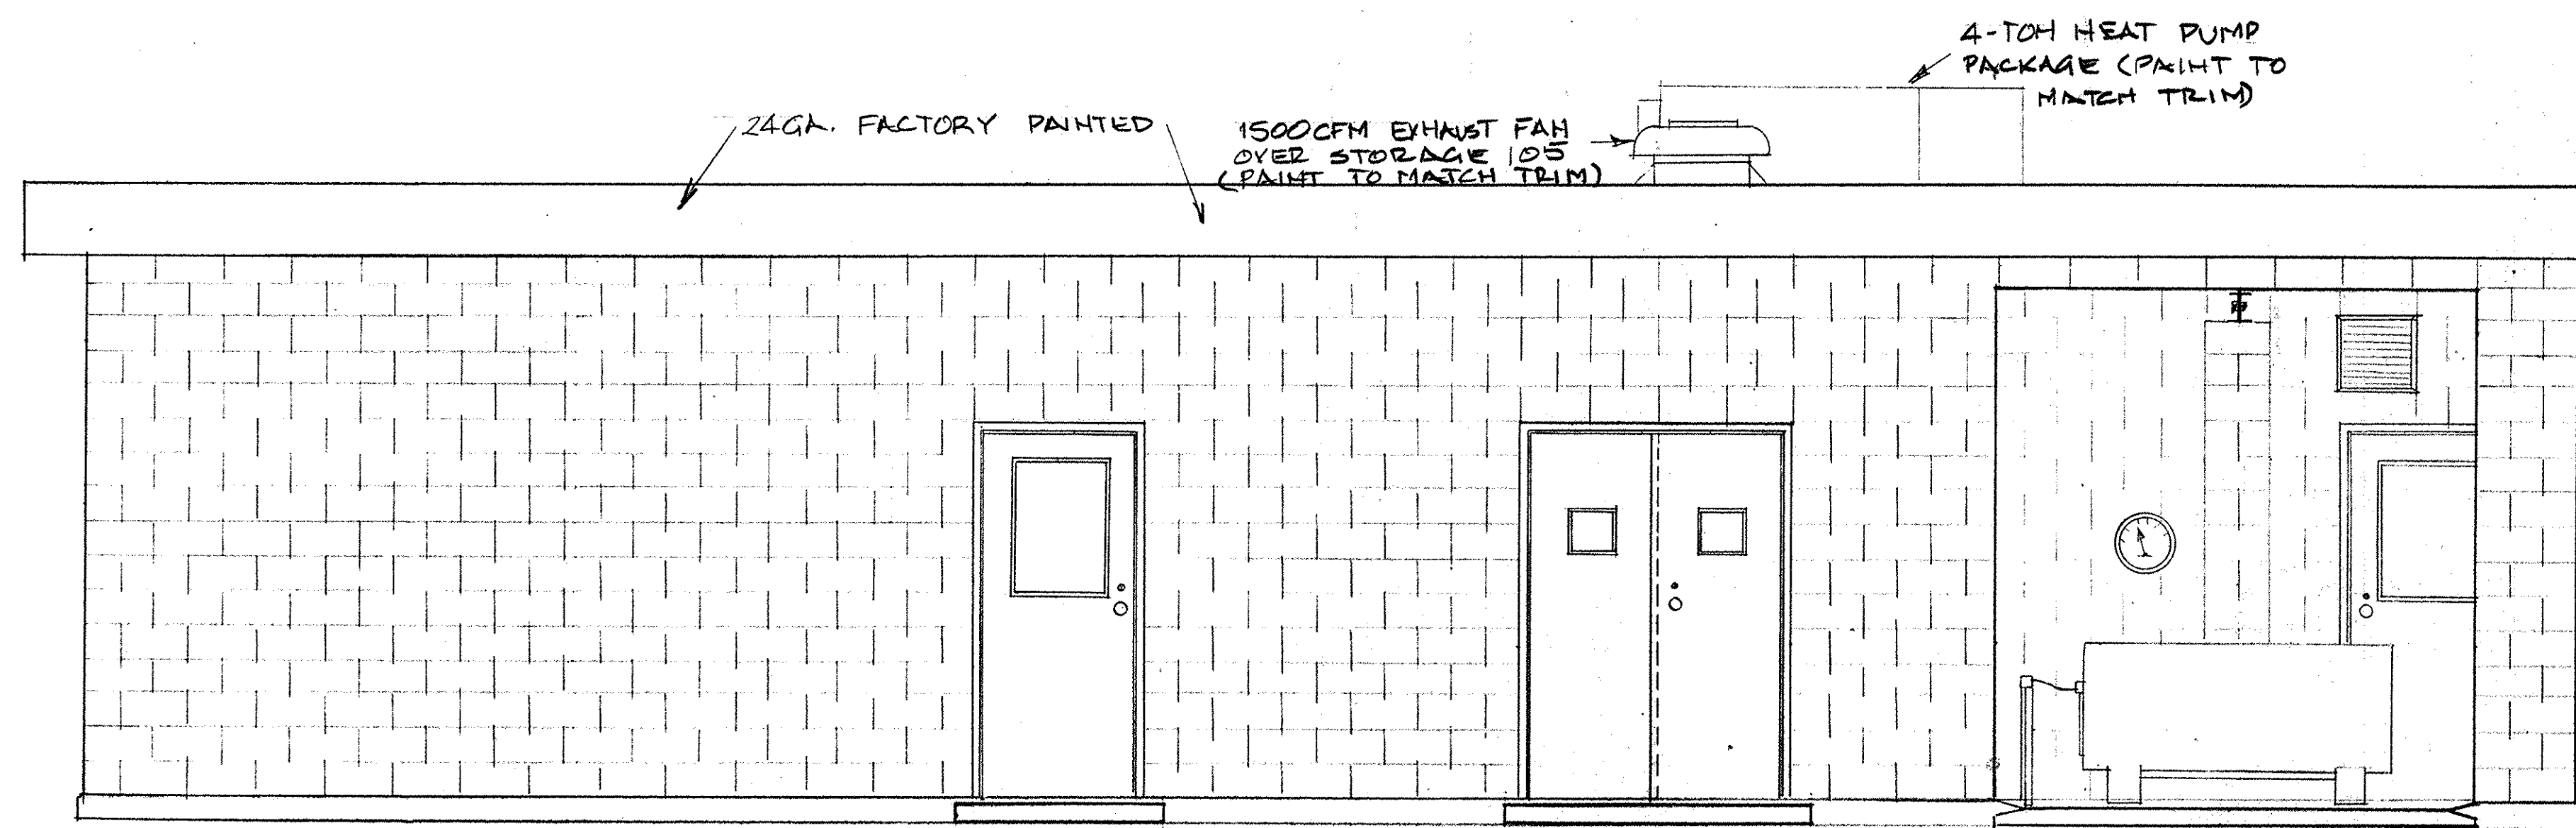 4-TON HEAT PUMP
PACKAGE (PAINT TO
MATCH TRIM)
24GA. FACTORY PAINTED
1500CFM EXHAUST FAN
OVER STORAGE 105
(PAINT TO MATCH TRIM)